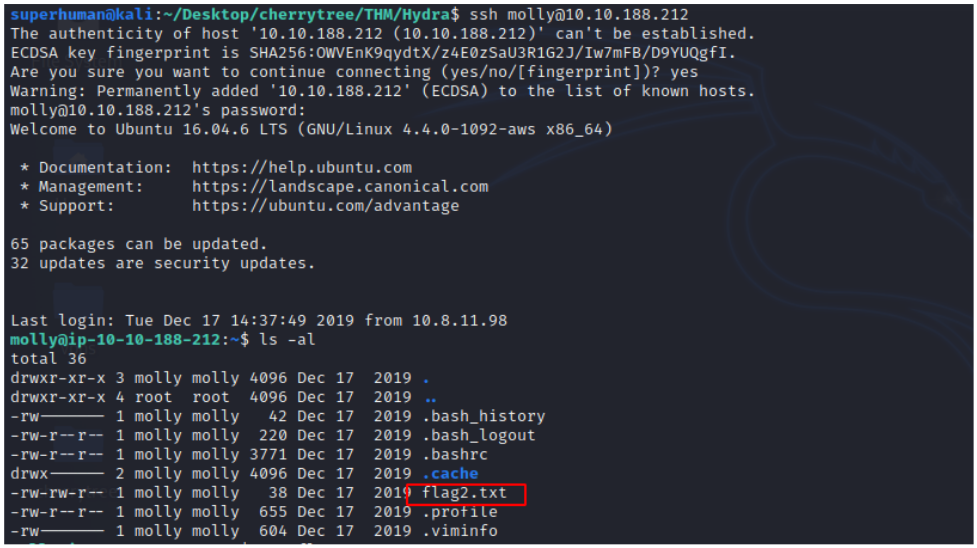 superhuman@kali:~/Desktop/cherrytree/THM/Hydra$ ssh molly@10.10.188.212
The authenticity of host '10.10.188.212 (10.10.188.212)' can't be established.
ECDSA key fingerprint is SHA256:OWVEnK9qydtX/z4E0zSaU3R1G2J/Iw7mFB/D9YUQgfI.
Are you sure you want to continue connecting (yes/no/[fingerprint])? yes
Warning: Permanently added '10.10.188.212' (ECDSA) to the list of known hosts.
molly@10.10.188.212's password:
Welcome to Ubuntu 16.04.6 LTS (GNU/Linux 4.4.0-1092-aws x86_64)
* Documentation:  https://help.ubuntu.com
* Management:     https://landscape.canonical.com
* Support:        https://ubuntu.com/advantage
65 packages can be updated.
32 updates are security updates.
Last login: Tue Dec 17 14:37:49 2019 from 10.8.11.98
molly@ip-10-10-188-212:~$ ls -al
total 36
drwxr-xr-x 3 molly molly 4096 Dec 17  2019 .
drwxr-xr-x 4 root  root  4096 Dec 17  2019 ..
-rw------- 1 molly molly   42 Dec 17  2019 .bash_history
-rw-r--r-- 1 molly molly  220 Dec 17  2019 .bash_logout
-rw-r--r-- 1 molly molly 3771 Dec 17  2019 .bashrc
drwx------ 2 molly molly 4096 Dec 17  2019 .cache
-rw-rw-r-- 1 molly molly   38 Dec 17  2019 flag2.txt
-rw-r--r-- 1 molly molly  655 Dec 17  2019 .profile
-rw------- 1 molly molly  604 Dec 17  2019 .viminfo